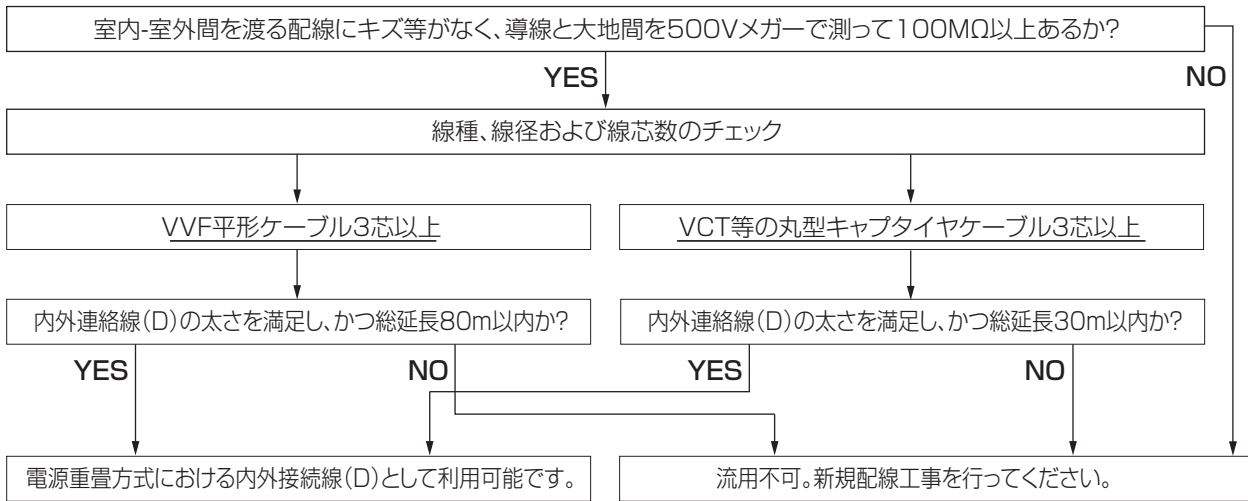 室内-室外間を渡る配線にキズ等がなく、導線と大地間を500Vメガーで測って100MΩ以上あるか?
YES
NO
線種、線径および線芯数のチェック
VVF平形ケーブル3芯以上
VCT等の丸型キャプタイヤケーブル3芯以上
内外連絡線(D)の太さを満足し、かつ総延長80m以内か?
内外連絡線(D)の太さを満足し、かつ総延長30m以内か?
YES
NO
YES
NO
電源重畳方式における内外接続線(D)として利用可能です。
流用不可。新規配線工事を行ってください。